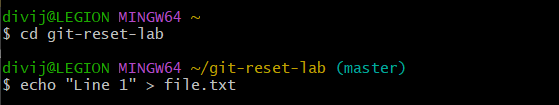 divij@LEGION MINGW64 ~
$ cd git-reset-lab
divij@LEGION MINGW64 ~/git-reset-lab (master)
$ echo "Line 1" > file.txt